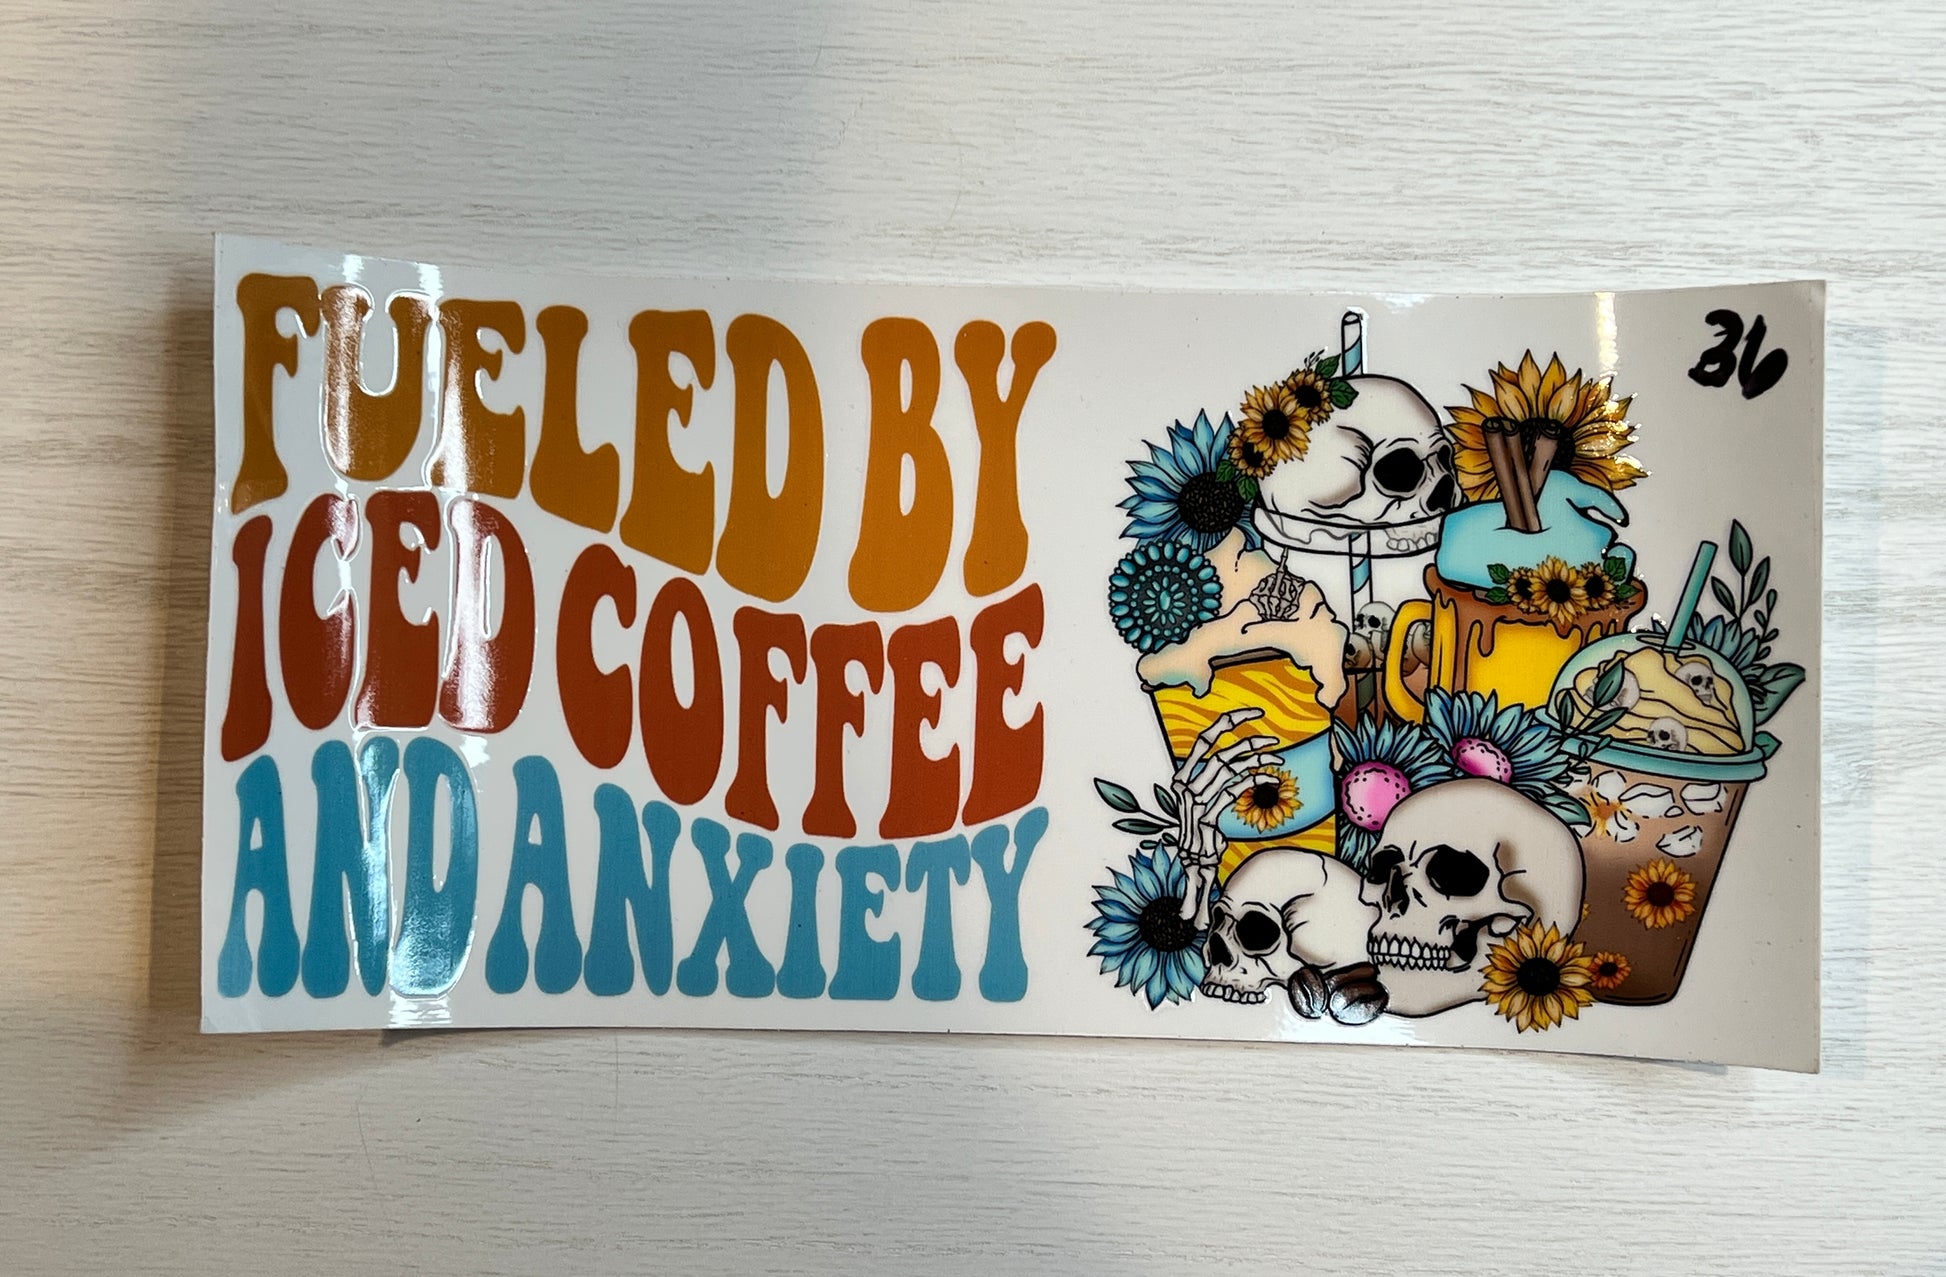 FUELED BY
ICED COFFEE
AND ANXIETY
36